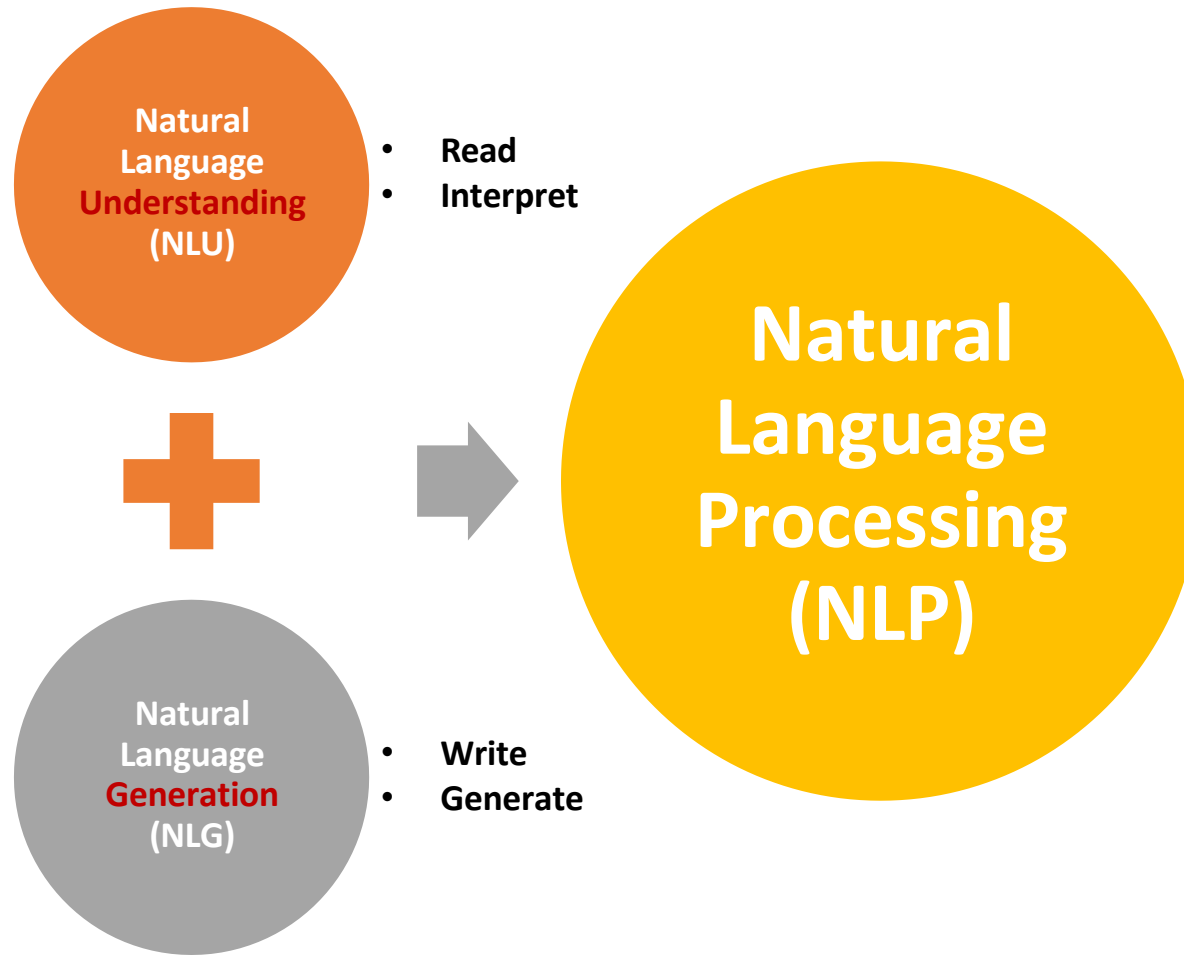 Natural
Language
Understanding
(NLU)
• Read
• Interpret
Natural
Language
Generation
(NLG)
• Write
• Generate
Natural
Language
Processing
(NLP)